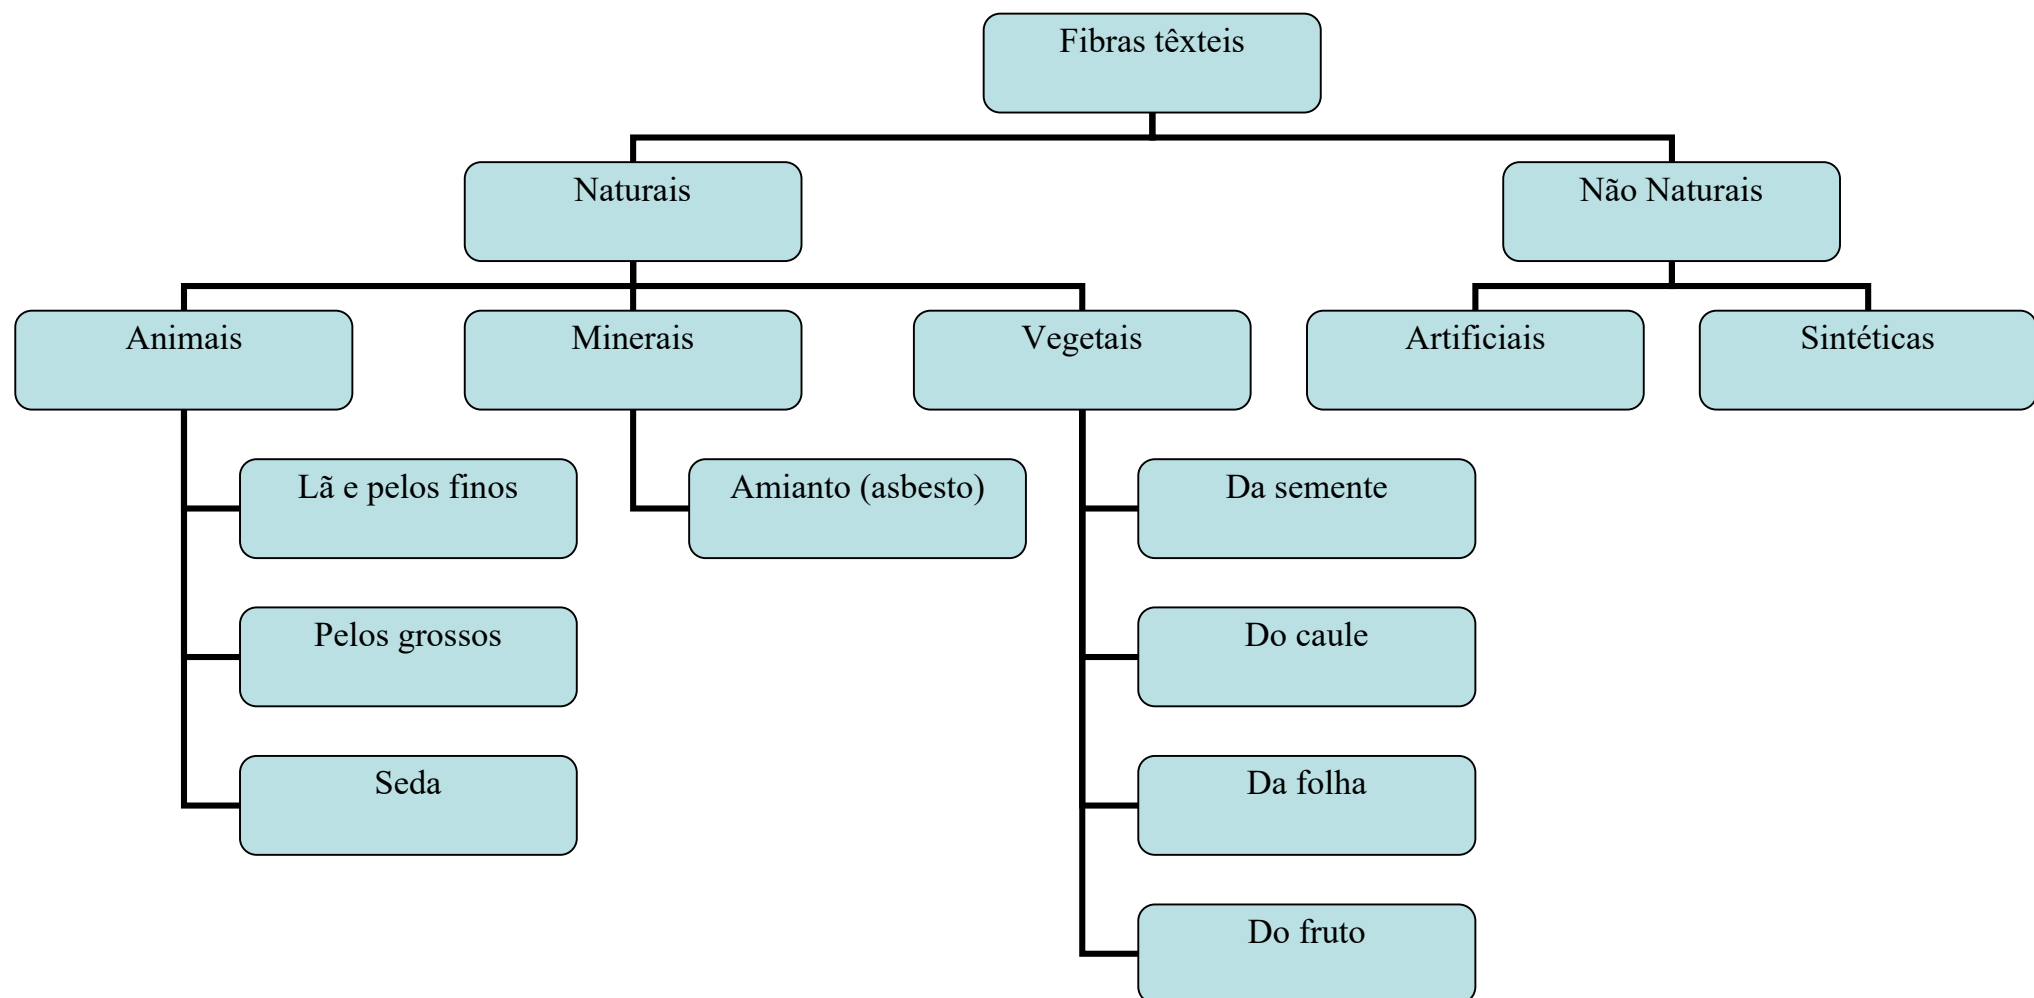 Fibras têxteis
Naturais
Não Naturais
Animais
Minerais
Vegetais
Artificiais
Sintéticas
Lã e pelos finos
Amianto (asbesto)
Da semente
Pelos grossos
Do caule
Seda
Da folha
Do fruto